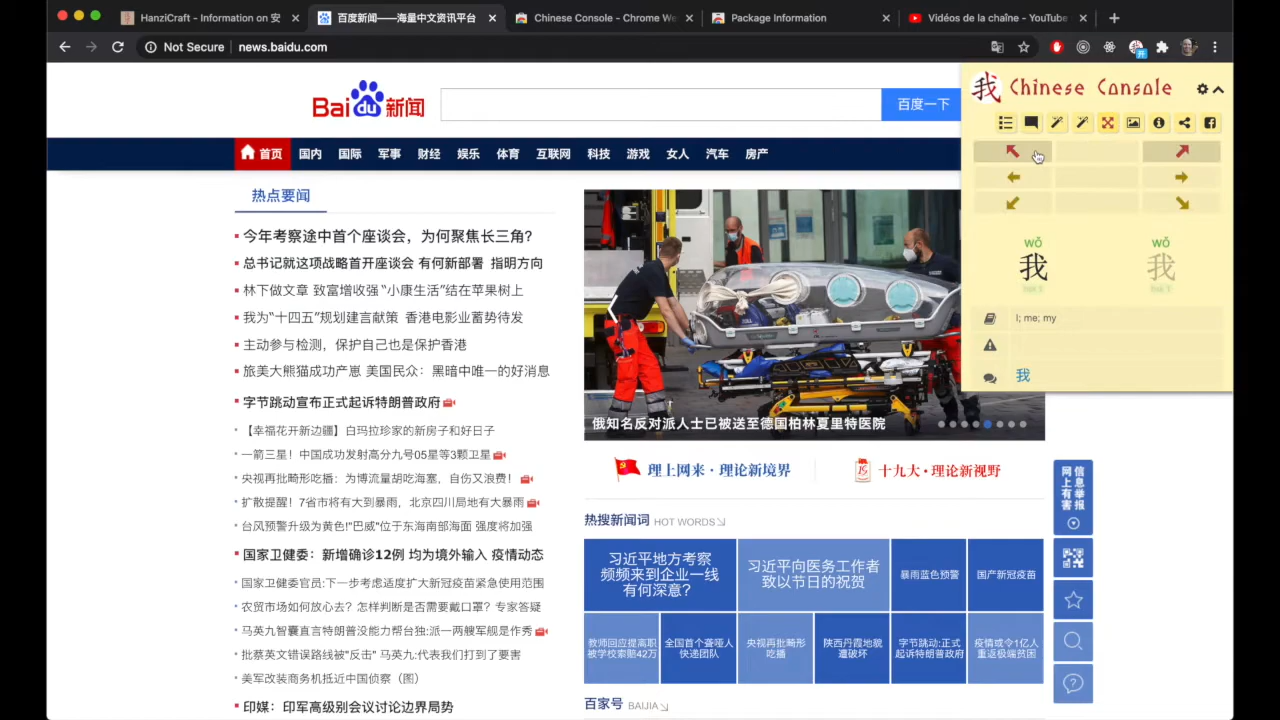 HanziCraft - Information on 安
百度新闻——海量中文资讯平台
Chinese Console - Chrome We
Package Information
Vidéos de la chaîne - YouTube
Not Secure
news.baidu.com
Bai du 新闻
百度一下
我 Chinese Console
首页 国内 国际 军事 财经 娱乐 体育 互联网 科技 游戏 女人 汽车 房产
wǒ
我
wǒ
我
I; me; my
我
热点要闻
今年考察途中首个座谈会，为何聚焦长三角?
总书记就这项战略首开座谈会 有何新部署 指明方向
林下做文章 致富增收强 “小康生活”结在苹果树上
我为“十四五”规划建言献策 香港电影业蓄势待发
主动参与检测，保护自己也是保护香港
旅美大熊猫成功产崽 美国民众：黑暗中唯一的好消息
字节跳动宣布正式起诉特朗普政府
【幸福花开新边疆】白玛拉珍家的新房子和好日子
一箭三星！中国成功发射高分九号05星等3颗卫星
央视再批畸形吃播：为博流量胡吃海塞，自伤又浪费！
扩散提醒！7省市将有大到暴雨，北京四川局地有大暴雨
台风预警升级为黄色!"巴威"位于东海南部海面 强度将加强
国家卫健委：新增确诊12例 均为境外输入 疫情动态
国家卫健委官员:下一步考虑适度扩大新冠疫苗紧急使用范围
农贸市场如何放心去？怎样判断是否需要戴口罩？专家答疑
马英九智囊直言特朗普没能力帮台独:派一两艘军舰是作秀
批蔡英文错误路线被"反击" 马英九:代表我们打到了要害
美军改装商务机抵近中国侦察（图）
印媒：印军高级别会议讨论边界局势
俄知名反对派人士已被送至德国柏林夏里特医院
理上网来·理论新境界
19 十九大·理论新视野
热搜新闻词 HOT WORDS
习近平地方考察
频频来到企业一线
有何深意?
习近平向医务工作者
致以节日的祝贺
暴雨蓝色预警
国产新冠疫苗
教师回应提高职
被学校索赔42万
全国首个聋哑人
快递团队
央视再批畸形
吃播
陕西丹霞地貌
遭破坏
字节跳动:正式
起诉特朗普政府
疫情或令1亿人
重返极端贫困
百家号 BAIJIA
网上有害
信息举报